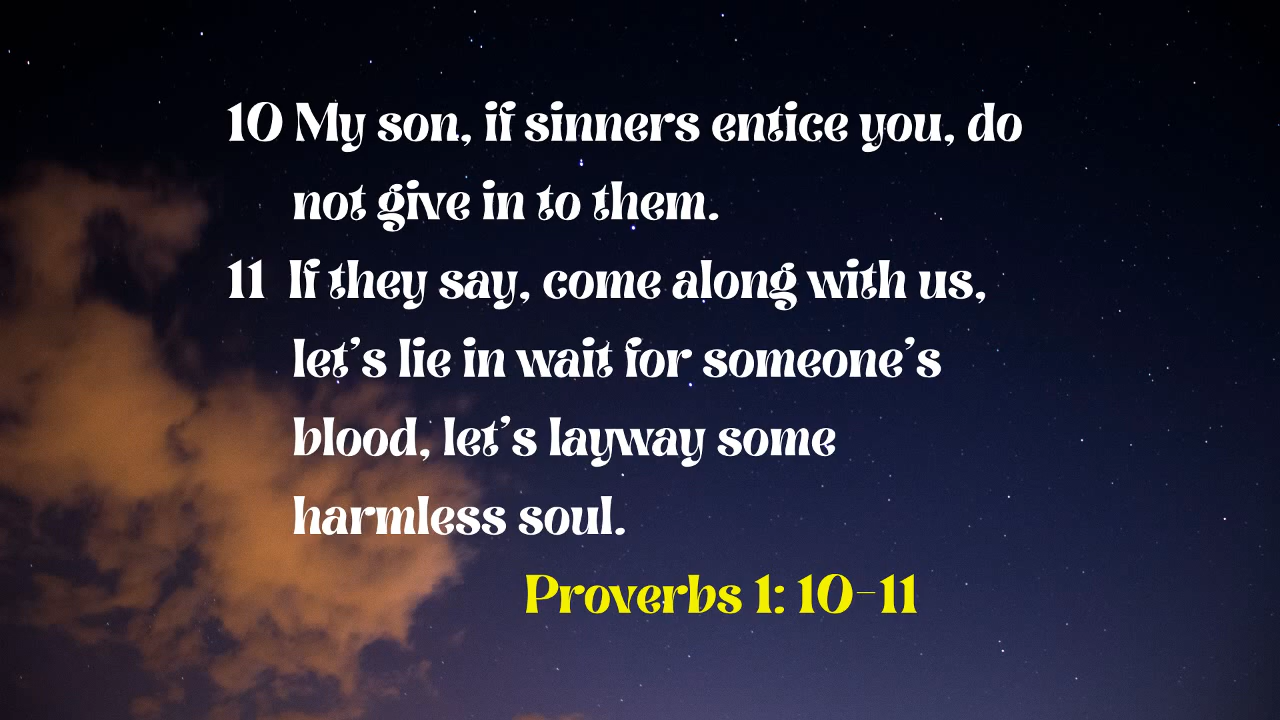 10 My son, if sinners entice you, do
not give in to them.
11 If they say, come along with us,
let's lie in wait for someone's
blood, let's layway some
harmless soul.
Proverbs 1: 10-11